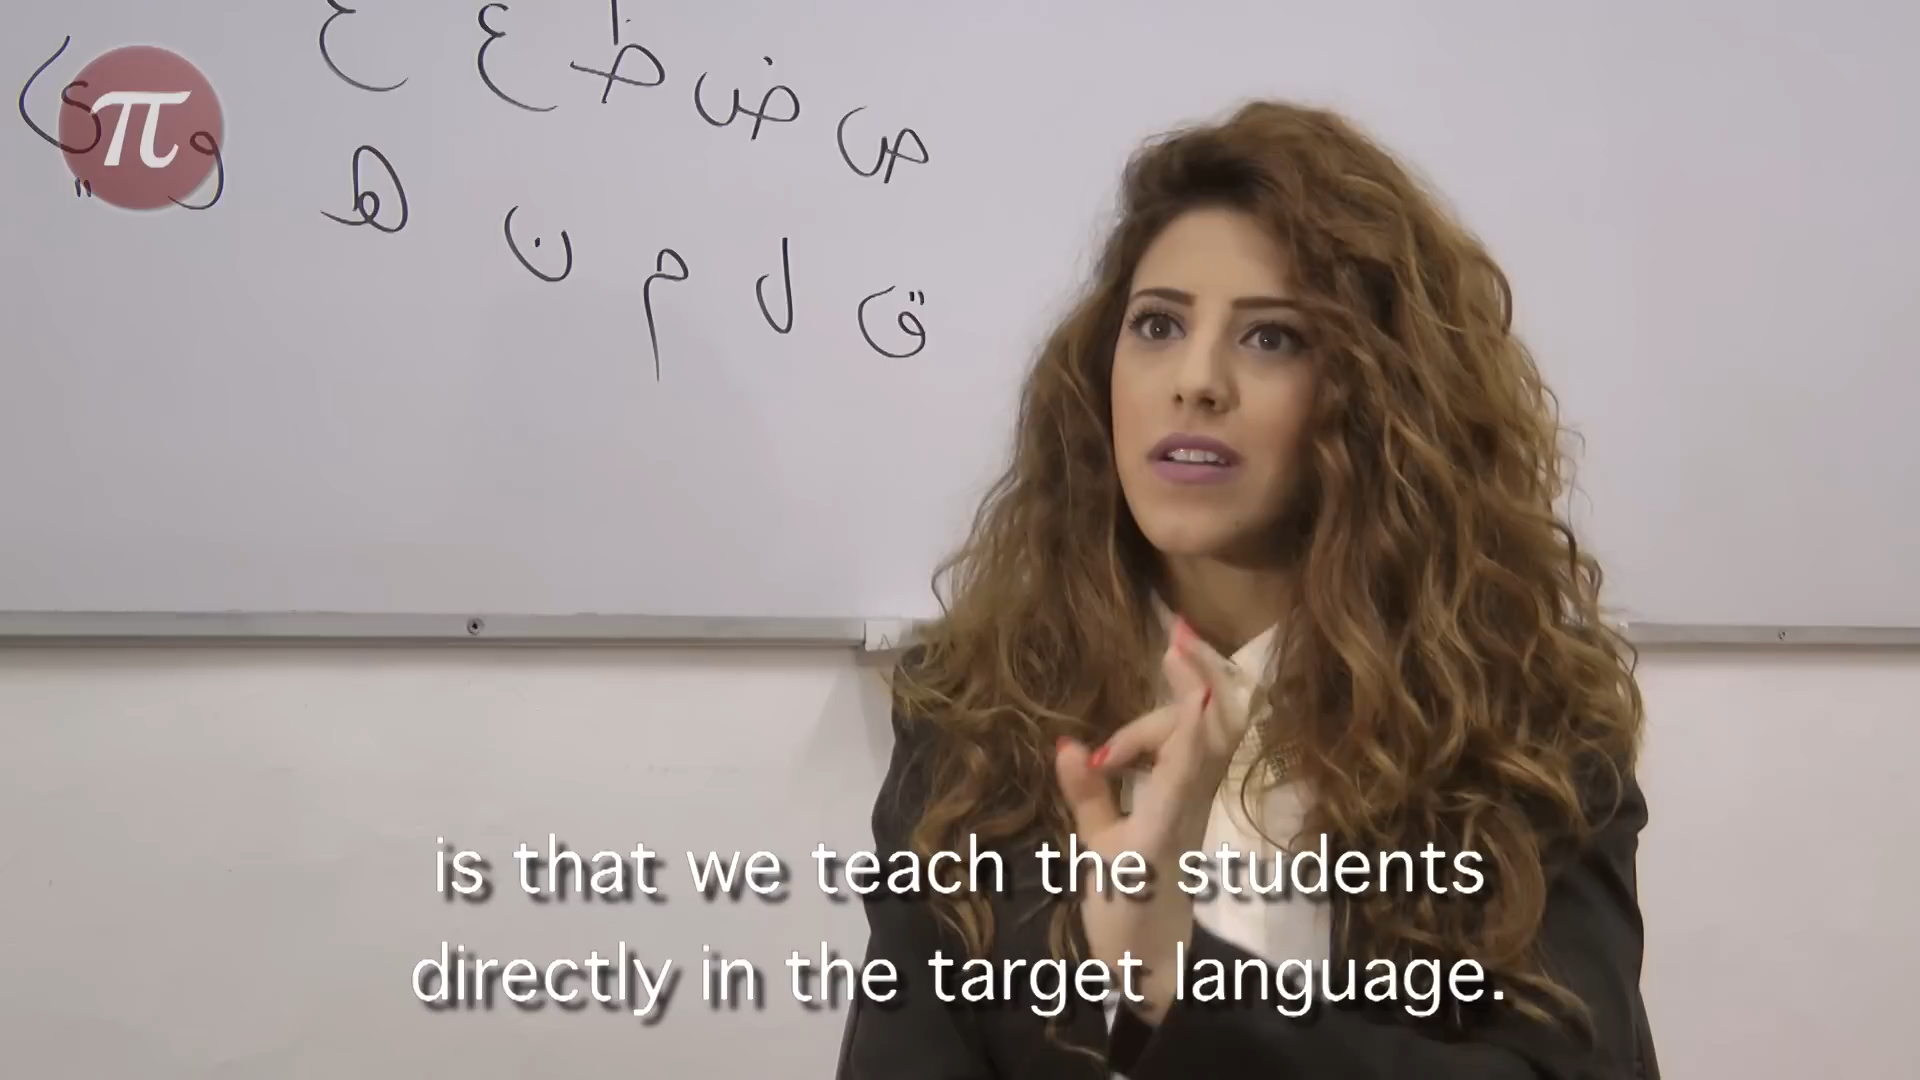 ص ض ظ ع غ
ق ل م ن ه و ي
π
is that we teach the students
directly in the target language.